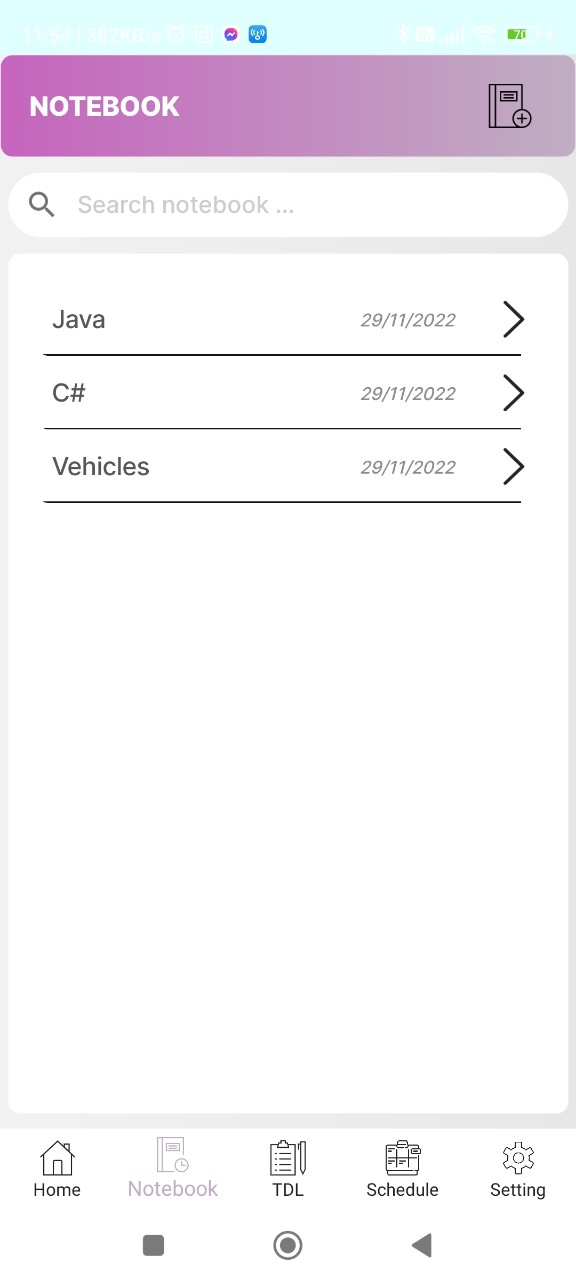 11:54 | 382KB/s
70
NOTEBOOK
Search notebook ...
Java 29/11/2022
C# 29/11/2022
Vehicles 29/11/2022
Home Notebook TDL Schedule Setting